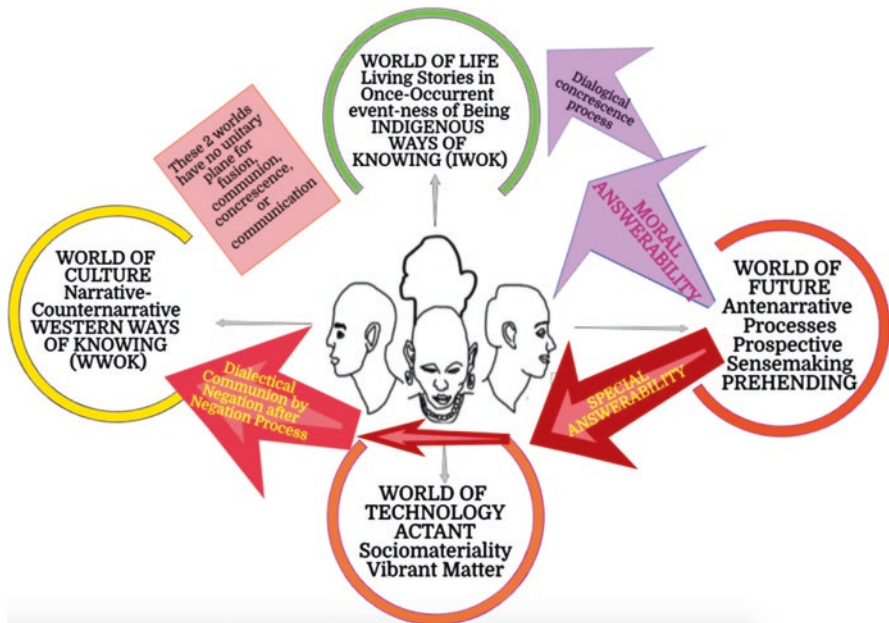 WORLD OF LIFE
Living Stories in
Once-Occurrent
event-ness of Being
INDIGENOUS
WAYS OF
KNOWING (IWOK)
Dialogical
concrescence
process
These 2 worlds
have no unitary
plane for
fusion,
communion,
concrescence,
or
communication
MORAL
ANSWERABILITY
WORLD OF
CULTURE
Narrative-
Counternarrative
WESTERN WAYS
OF KNOWING
(WWOK)
WORLD OF
FUTURE
Antenarrative
Processes
Prospective
Sensemaking
PREHENDING
Dialectical
Communion by
Negation after
Negation Process
SPECIAL
ANSWERABILITY
WORLD OF
TECHNOLOGY
ACTANT
Sociomateriality
Vibrant Matter